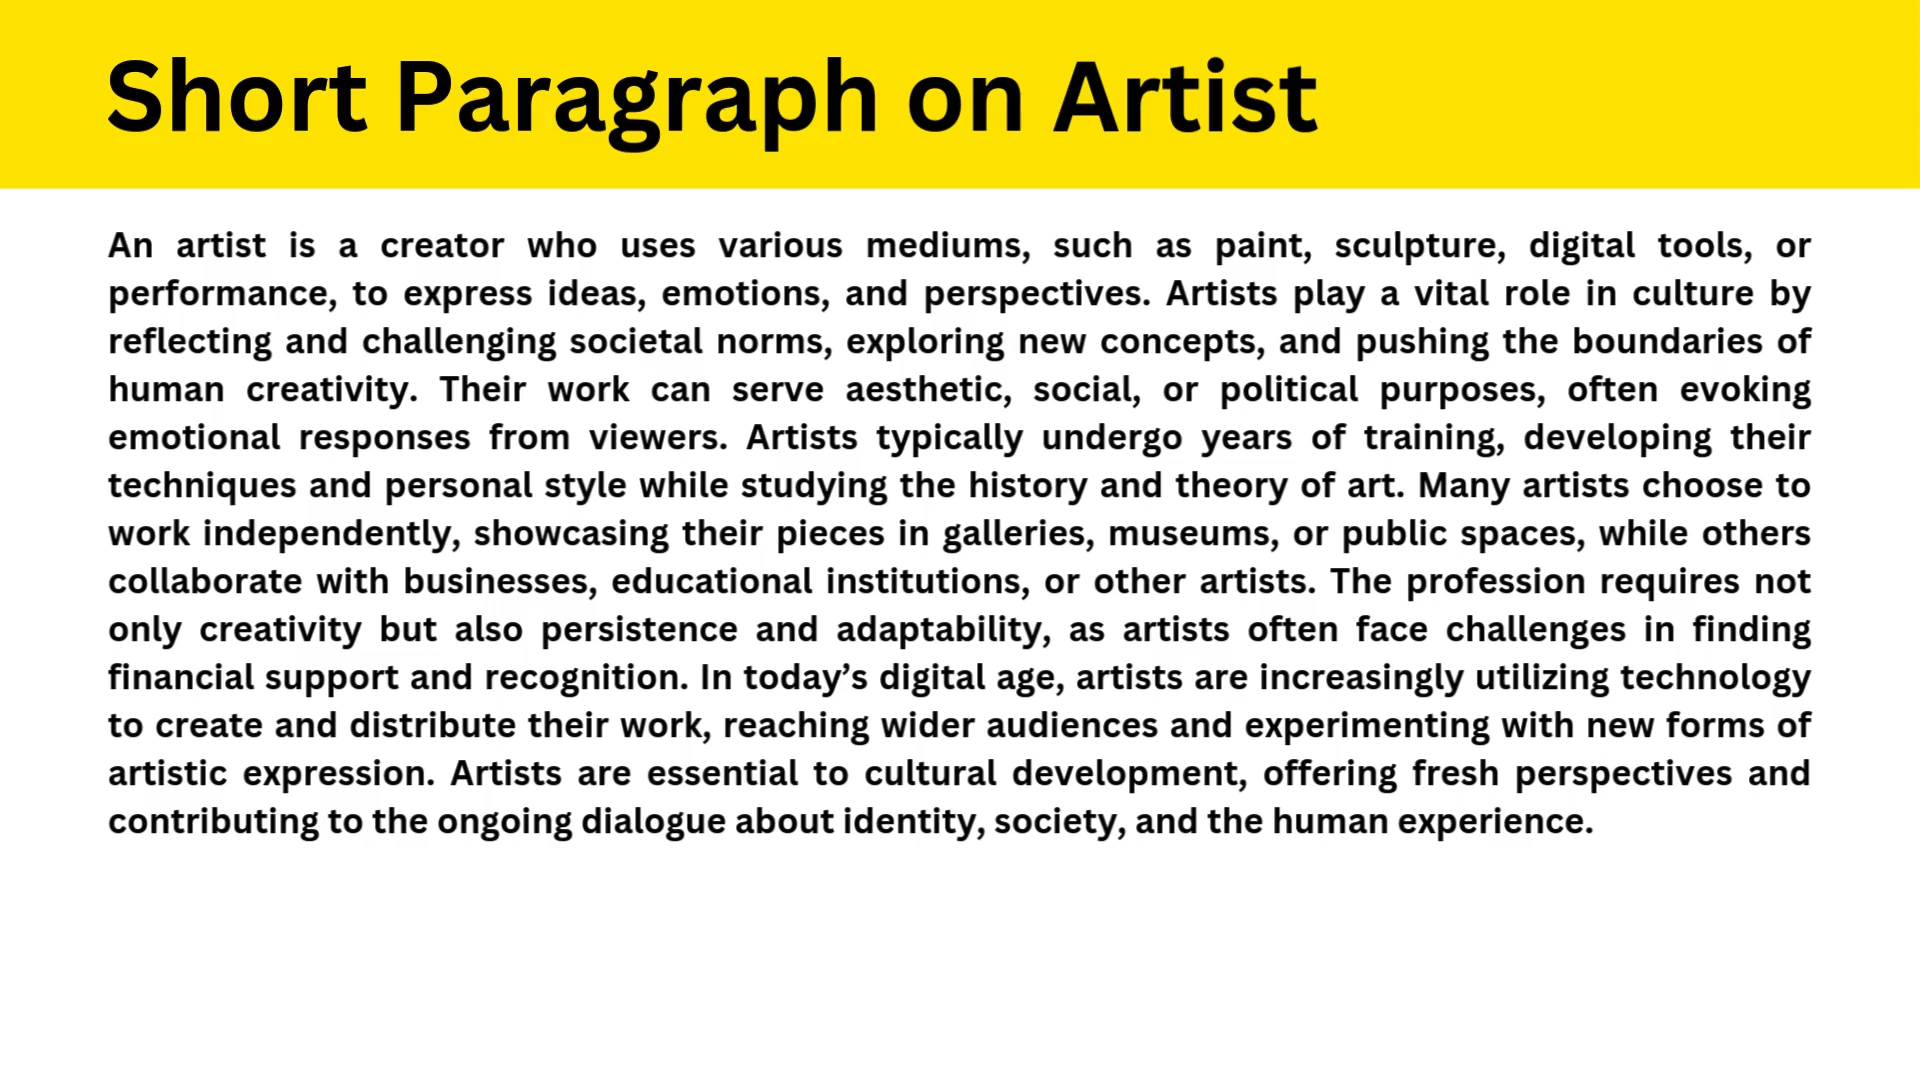 Short Paragraph on Artist
An artist is a creator who uses various mediums, such as paint, sculpture, digital tools, or
performance, to express ideas, emotions, and perspectives. Artists play a vital role in culture by
reflecting and challenging societal norms, exploring new concepts, and pushing the boundaries of
human creativity. Their work can serve aesthetic, social, or political purposes, often evoking
emotional responses from viewers. Artists typically undergo years of training, developing their
techniques and personal style while studying the history and theory of art. Many artists choose to
work independently, showcasing their pieces in galleries, museums, or public spaces, while others
collaborate with businesses, educational institutions, or other artists. The profession requires not
only creativity but also persistence and adaptability, as artists often face challenges in finding
financial support and recognition. In today’s digital age, artists are increasingly utilizing technology
to create and distribute their work, reaching wider audiences and experimenting with new forms of
artistic expression. Artists are essential to cultural development, offering fresh perspectives and
contributing to the ongoing dialogue about identity, society, and the human experience.